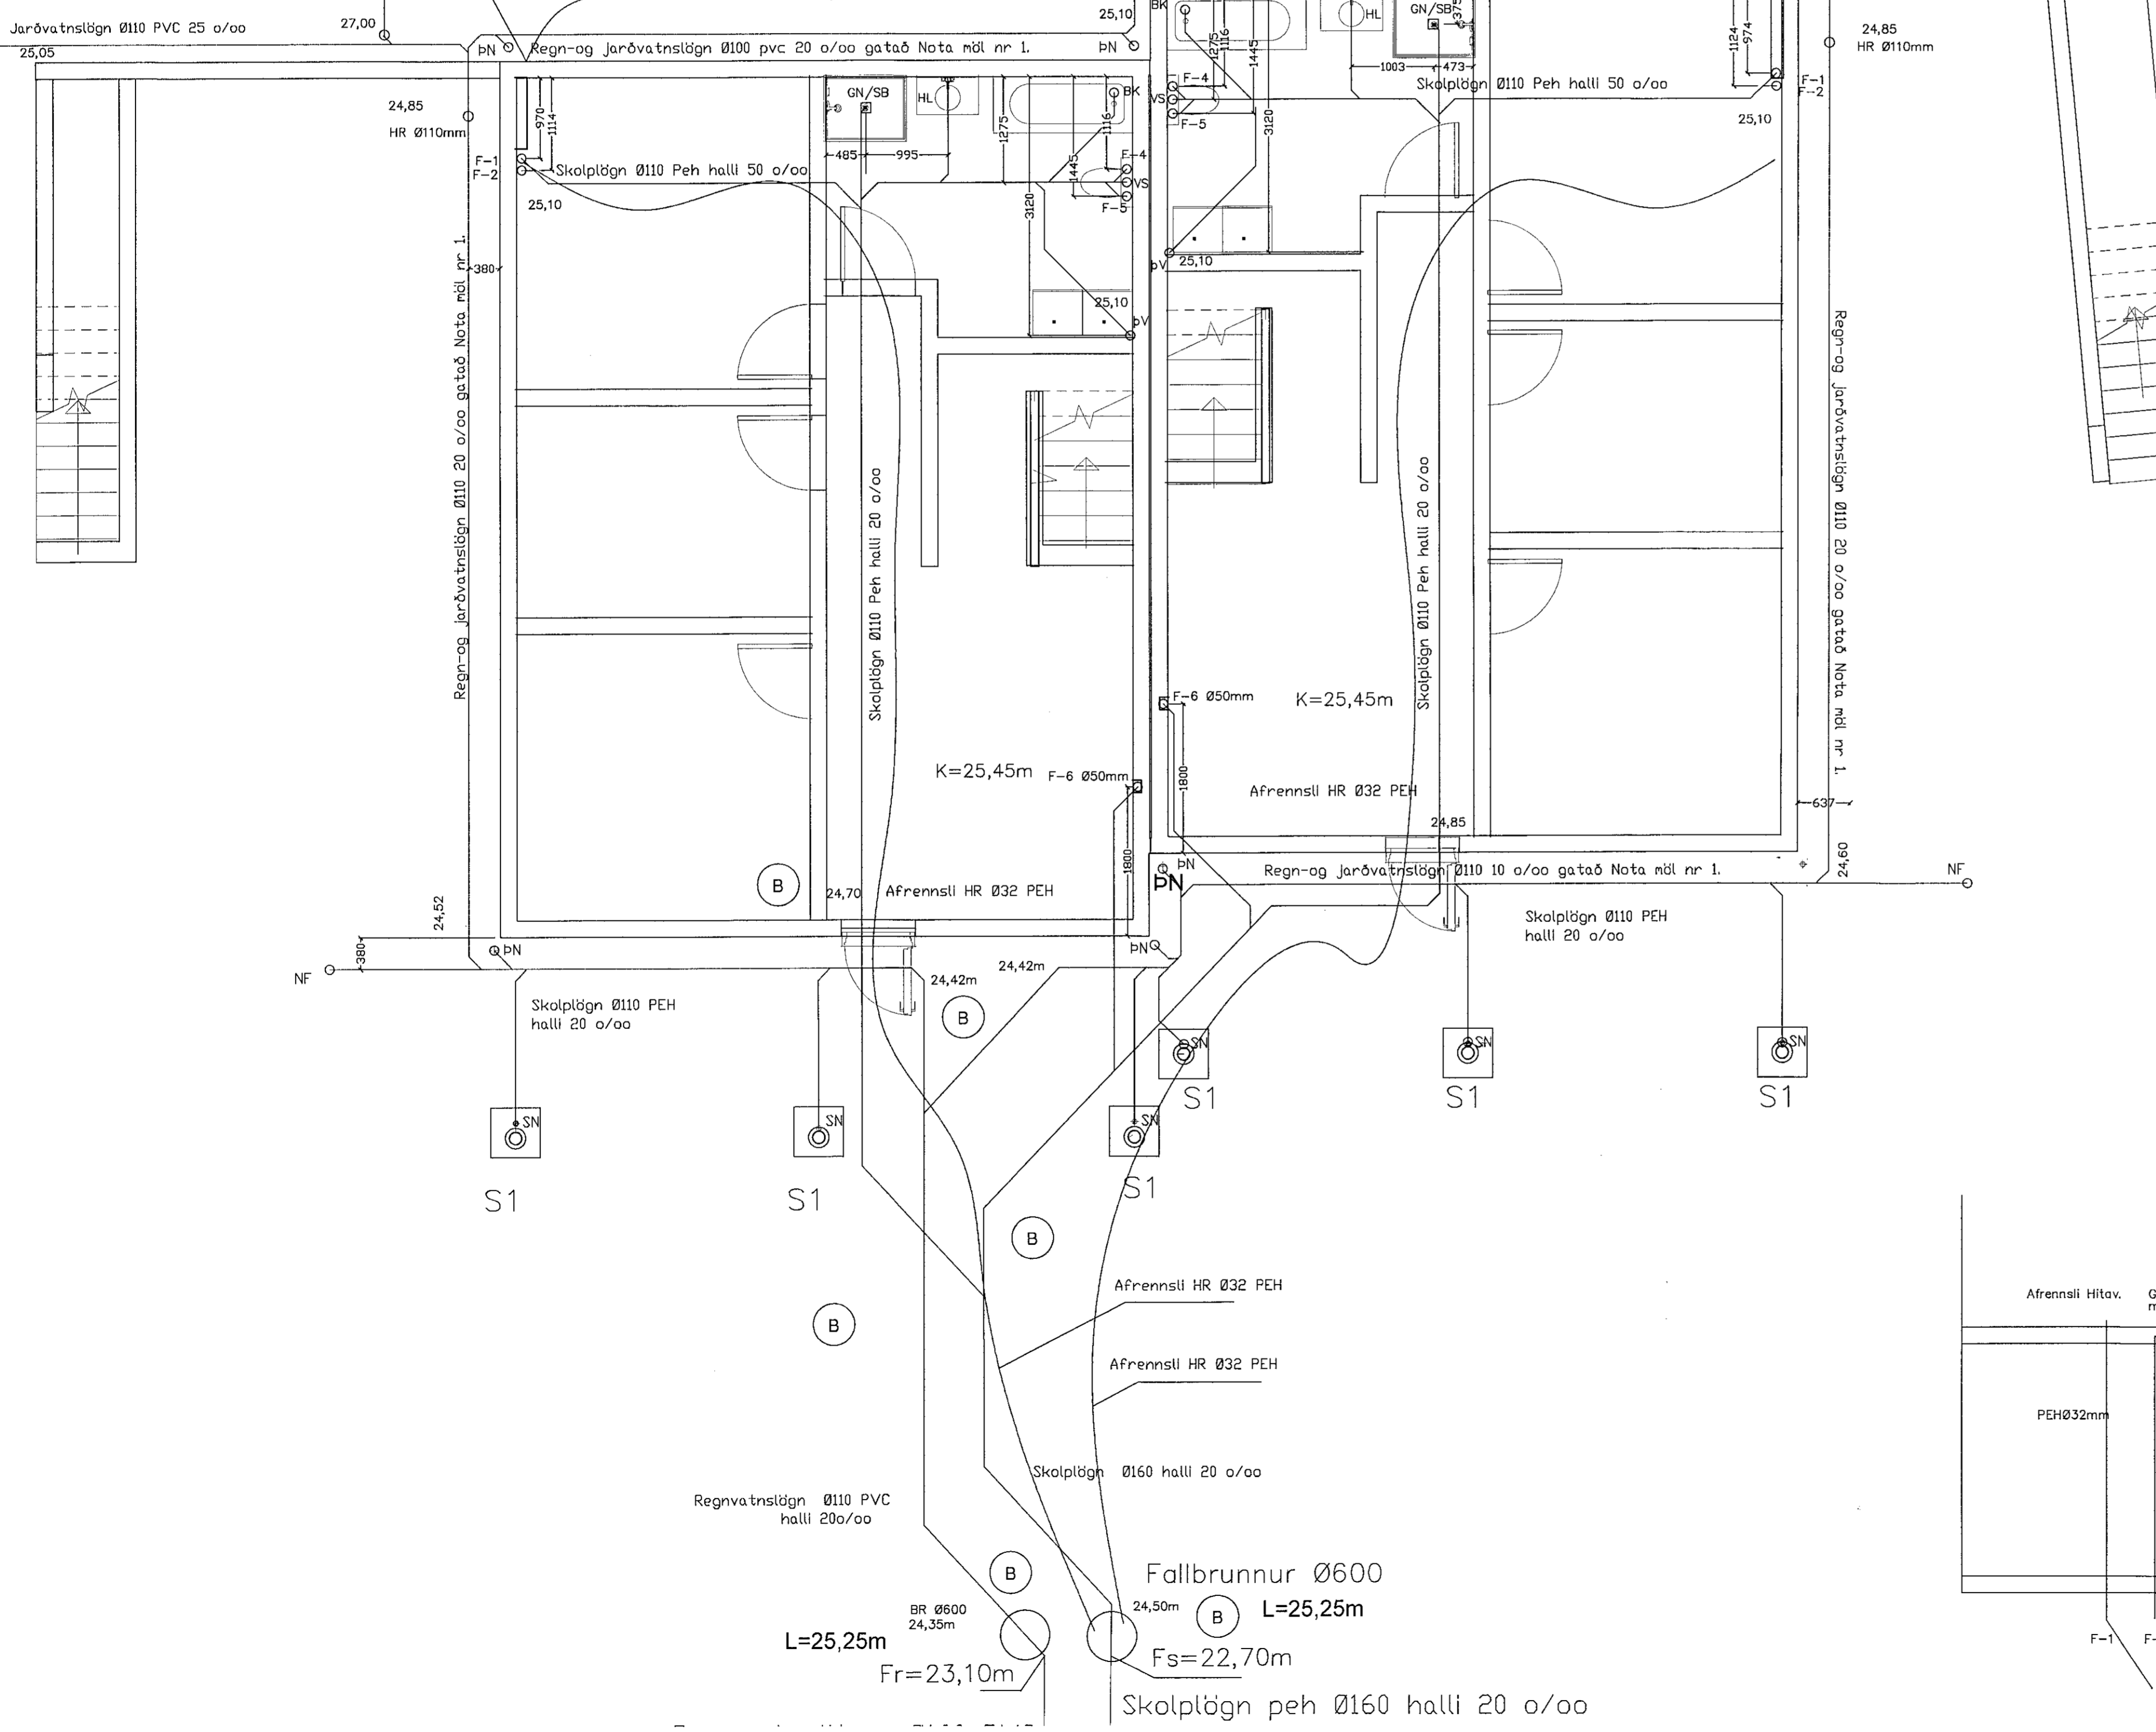 Jarðvatnslögn Ø110 PVC 25 o/oo
27,00
25,05
ÞN
Regn-og jarðvatnslögn Ø100 pvc 20 o/oo gatað Nota möl nr 1.
25,10
ÞN
BK
HL
GN/SB
375
1275
1116
1445
1003
473
1124
974
24,85
HR Ø110mm
24,85
HR Ø110mm
970
1114
GN/SB
HL
1275
BK
1116
F-4
VS
F-5
3120
Skolplögn Ø110 Peh halli 50 o/oo
F-1
F-2
25,10
F-1
F-2
Skolplögn Ø110 Peh halli 50 o/oo
485
995
1445
F-4
VS
F-5
25,10
3120
380
25,10
þV
þV
25,10
Regn-og jarðvatnslögn Ø110 20 o/oo gatað Nota möl nr 1.
Skolplögn Ø110 Peh halli 20 o/oo
Skolplögn Ø110 Peh halli 20 o/oo
Regn-og jarðvatnslögn Ø110 20 o/oo gatað Nota möl nr 1.
F-6 Ø50mm
K=25,45m
K=25,45m
F-6 Ø50mm
1800
Afrennsli HR Ø32 PEH
637
24,85
24,60
1800
ÞN
ÞN
Regn-og jarðvatnslögn Ø110 10 o/oo gatað Nota möl nr 1.
NF
B
24,70
Afrennsli HR Ø32 PEH
24,52
380
ÞN
ÞN
Skolplögn Ø110 PEH
halli 20 o/oo
NF
24,42m
24,42m
Skolplögn Ø110 PEH
halli 20 o/oo
B
SN
SN
SN
S1
S1
S1
SN
SN
SN
S1
S1
S1
B
Afrennsli HR Ø32 PEH
Afrennsli Hitav.
B
Afrennsli HR Ø32 PEH
PEHØ32mm
Skolplögn Ø160 halli 20 o/oo
Regnvatnslögn Ø110 PVC
halli 20o/oo
B
Fallbrunnur Ø600
BR Ø600
24,35m
24,50m
B
L=25,25m
L=25,25m
F-1
Fs=22,70m
Fr=23,10m
Skolplögn peh Ø160 halli 20 o/oo